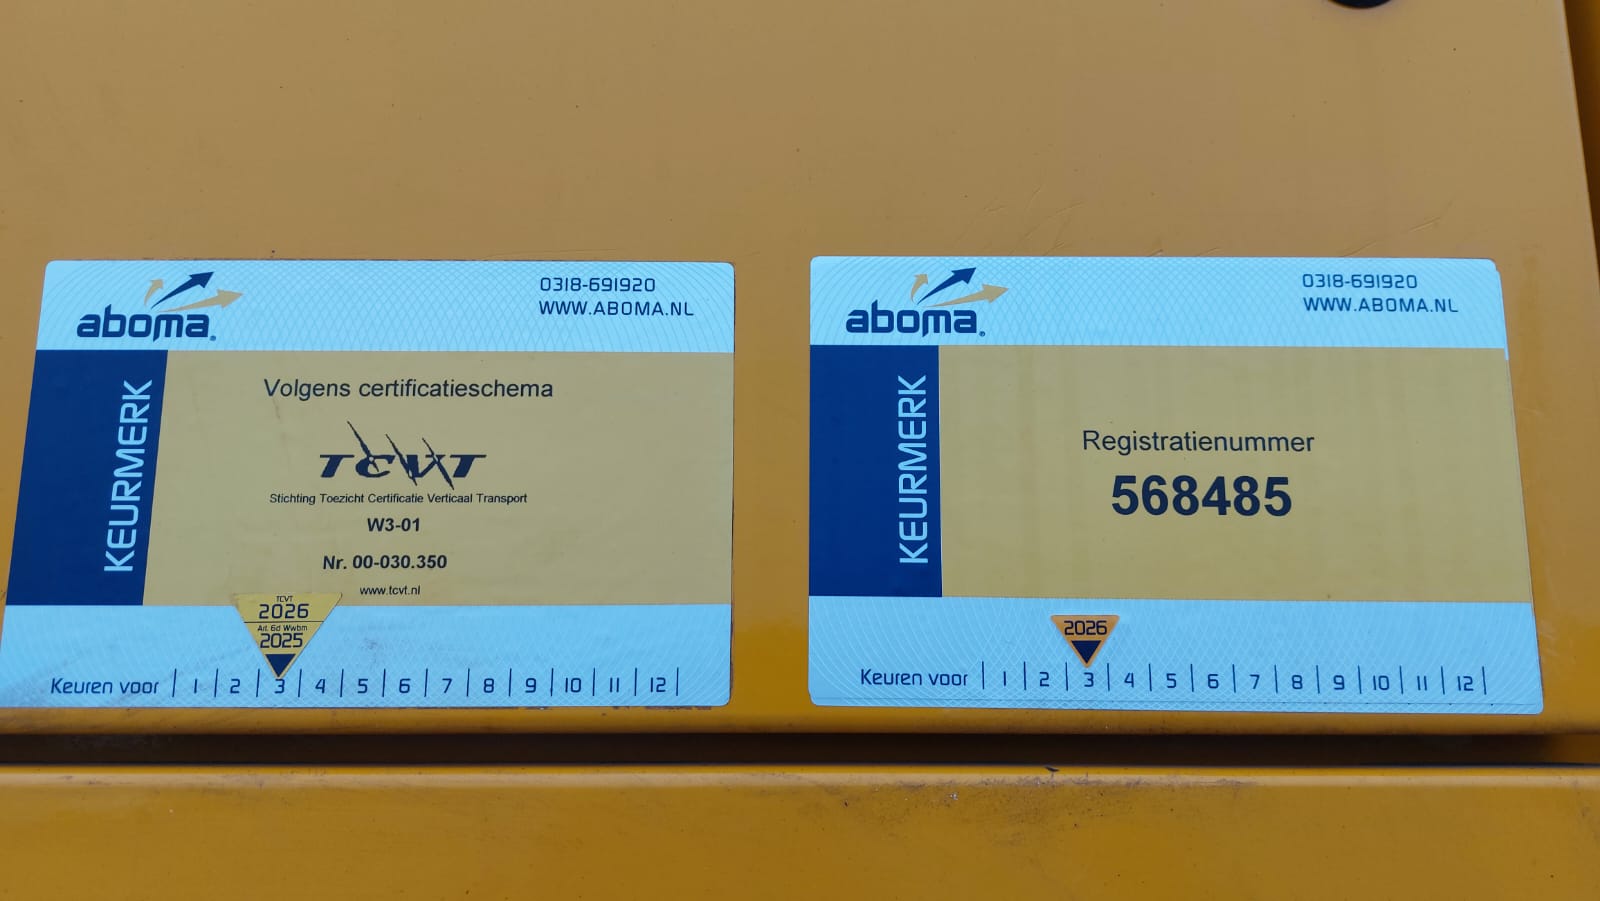 aboma
0318-691920
WWW.ABOMA.NL
KEURMERK
Volgens certificatieschema
TCVT
Stichting Toezicht Certificatie Verticaal Transport
W3-01
Nr. 00-030.350
www.tcvt.nl
TCVT
2026
Art. 6d Wwbm
2025
Keuren voor | 1 | 2 | 3 | 4 | 5 | 6 | 7 | 8 | 9 | 10 | 11 | 12 |
aboma
0318-691920
WWW.ABOMA.NL
KEURMERK
Registratienummer
568485
2026
Keuren voor | 1 | 2 | 3 | 4 | 5 | 6 | 7 | 8 | 9 | 10 | 11 | 12 |